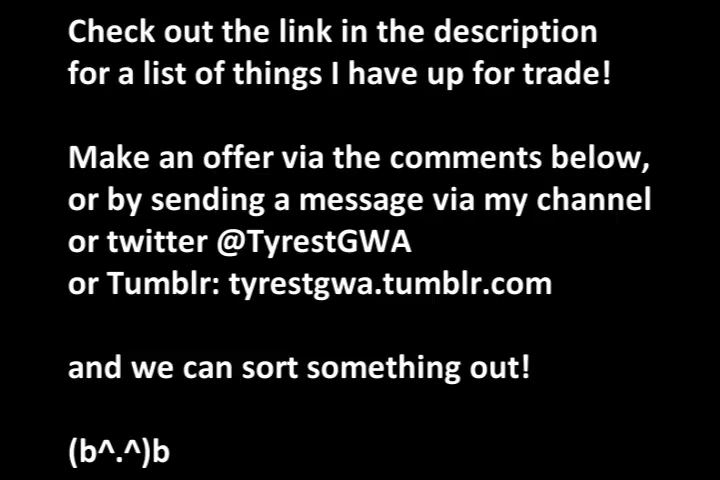 Check out the link in the description
for a list of things I have up for trade!
Make an offer via the comments below,
or by sending a message via my channel
or twitter @TyrestGWA
or Tumblr: tyrestgwa.tumblr.com
and we can sort something out!
(b^.^)b